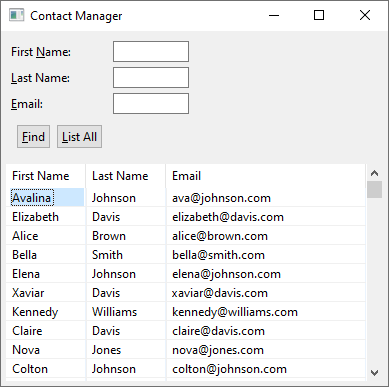 Contact Manager
First Name:
Last Name:
Email:
Find List All
First Name Last Name Email
Avalina Johnson ava@johnson.com
Elizabeth Davis elizabeth@davis.com
Alice Brown alice@brown.com
Bella Smith bella@smith.com
Elena Johnson elena@johnson.com
Xaviar Davis xaviar@davis.com
Kennedy Williams kennedy@williams.com
Claire Davis claire@davis.com
Nova Jones nova@jones.com
Colton Johnson colton@johnson.com